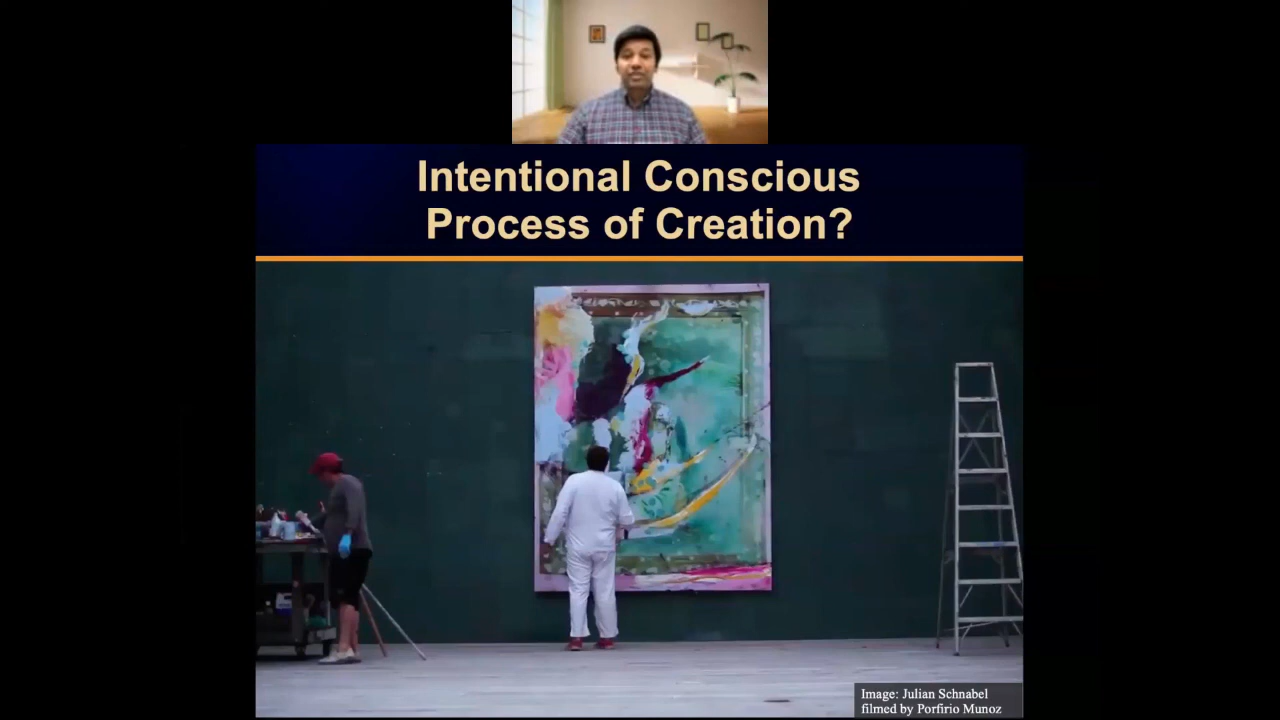 Intentional Conscious
Process of Creation?
Image: Julian Schnabel
filmed by Porfirio Munoz